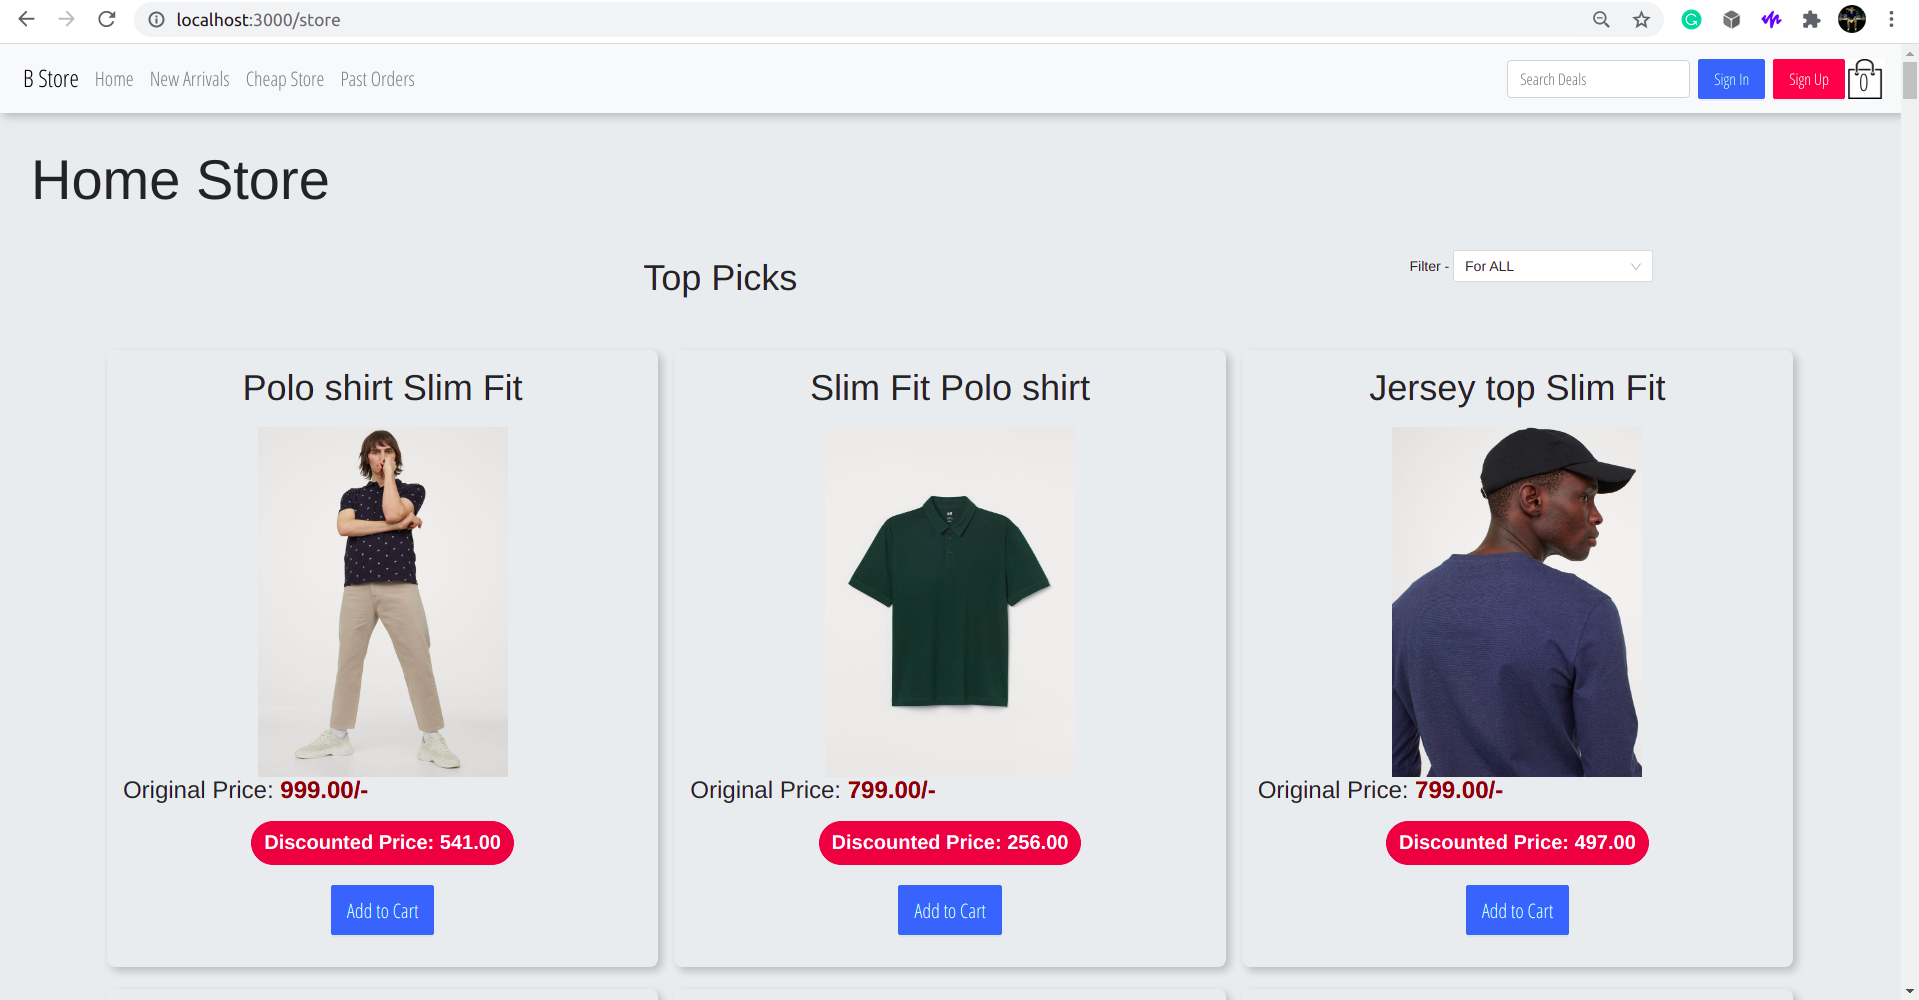 localhost:3000/store
B Store Home New Arrivals Cheap Store Past Orders Search Deals Sign In Sign Up 0
Home Store
Top Picks
Filter - For ALL
Polo shirt Slim Fit
Original Price: 999.00/-
Discounted Price: 541.00
Add to Cart
Slim Fit Polo shirt
Original Price: 799.00/-
Discounted Price: 256.00
Add to Cart
Jersey top Slim Fit
Original Price: 799.00/-
Discounted Price: 497.00
Add to Cart